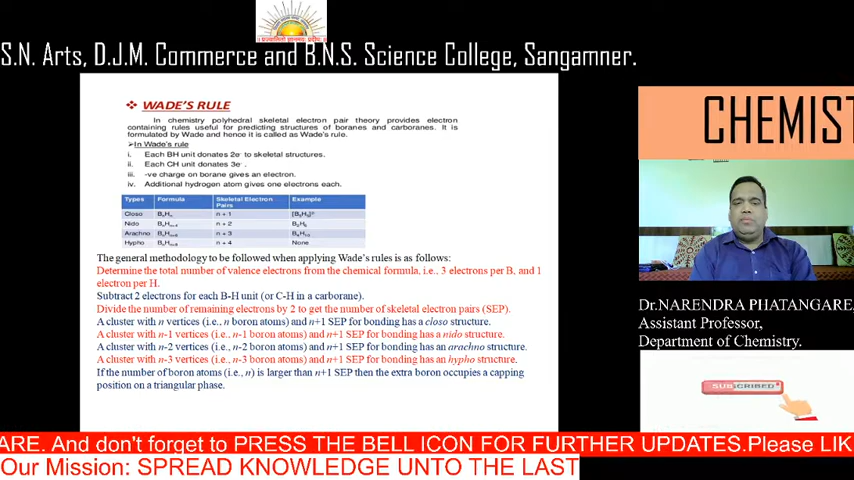 S.N. Arts, D.J.M. Commerce and B.N.S. Science College, Sangamner.
❖ WADE'S RULE
In chemistry polyhedral skeletal electron pair theory provides electron
containing rules useful for predicting structures of boranes and carboranes. It is
formulated by Wade and hence it is called as Wade's rule.
➢In Wade's rule
i. Each BH unit donates 2e⁻ to skeletal structures.
ii. Each CH unit donates 3e⁻ .
iii. -ve charge on borane gives an electron.
iv. Additional hydrogen atom gives one electrons each.
Types Formula Skeletal Electron Pairs Example
Closo n + 1
Nido n + 2
Arachno n + 3
Hypho n + 4 None
The general methodology to be followed when applying Wade's rules is as follows:
Determine the total number of valence electrons from the chemical formula, i.e., 3 electrons per B, and 1
electron per H.
Subtract 2 electrons for each B-H unit (or C-H in a carborane).
Divide the number of remaining electrons by 2 to get the number of skeletal electron pairs (SEP).
A cluster with n vertices (i.e., n boron atoms) and n+1 SEP for bonding has a closo structure.
A cluster with n-1 vertices (i.e., n-1 boron atoms) and n+1 SEP for bonding has a nido structure.
A cluster with n-2 vertices (i.e., n-2 boron atoms) and n+1 SEP for bonding has an arachno structure.
A cluster with n-3 vertices (i.e., n-3 boron atoms) and n+1 SEP for bonding has an hypho structure.
If the number of boron atoms (i.e., n) is larger than n+1 SEP then the extra boron occupies a capping
position on a triangular phase.
CHEMIST
Dr.NARENDRA PHATANGARE,
Assistant Professor,
Department of Chemistry.
SUBSCRIBED
ARE. And don't forget to PRESS THE BELL ICON FOR FURTHER UPDATES.Please LIK
Our Mission: SPREAD KNOWLEDGE UNTO THE LAST